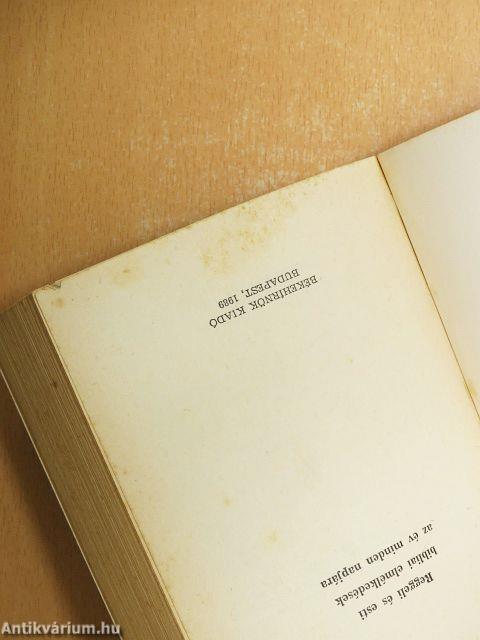 Reggeli és esti
bibliai elmélkedések
az év minden napjára
BÉKEHÍRNÖK KIADÓ
BUDAPEST, 1989
Antikvárium.hu